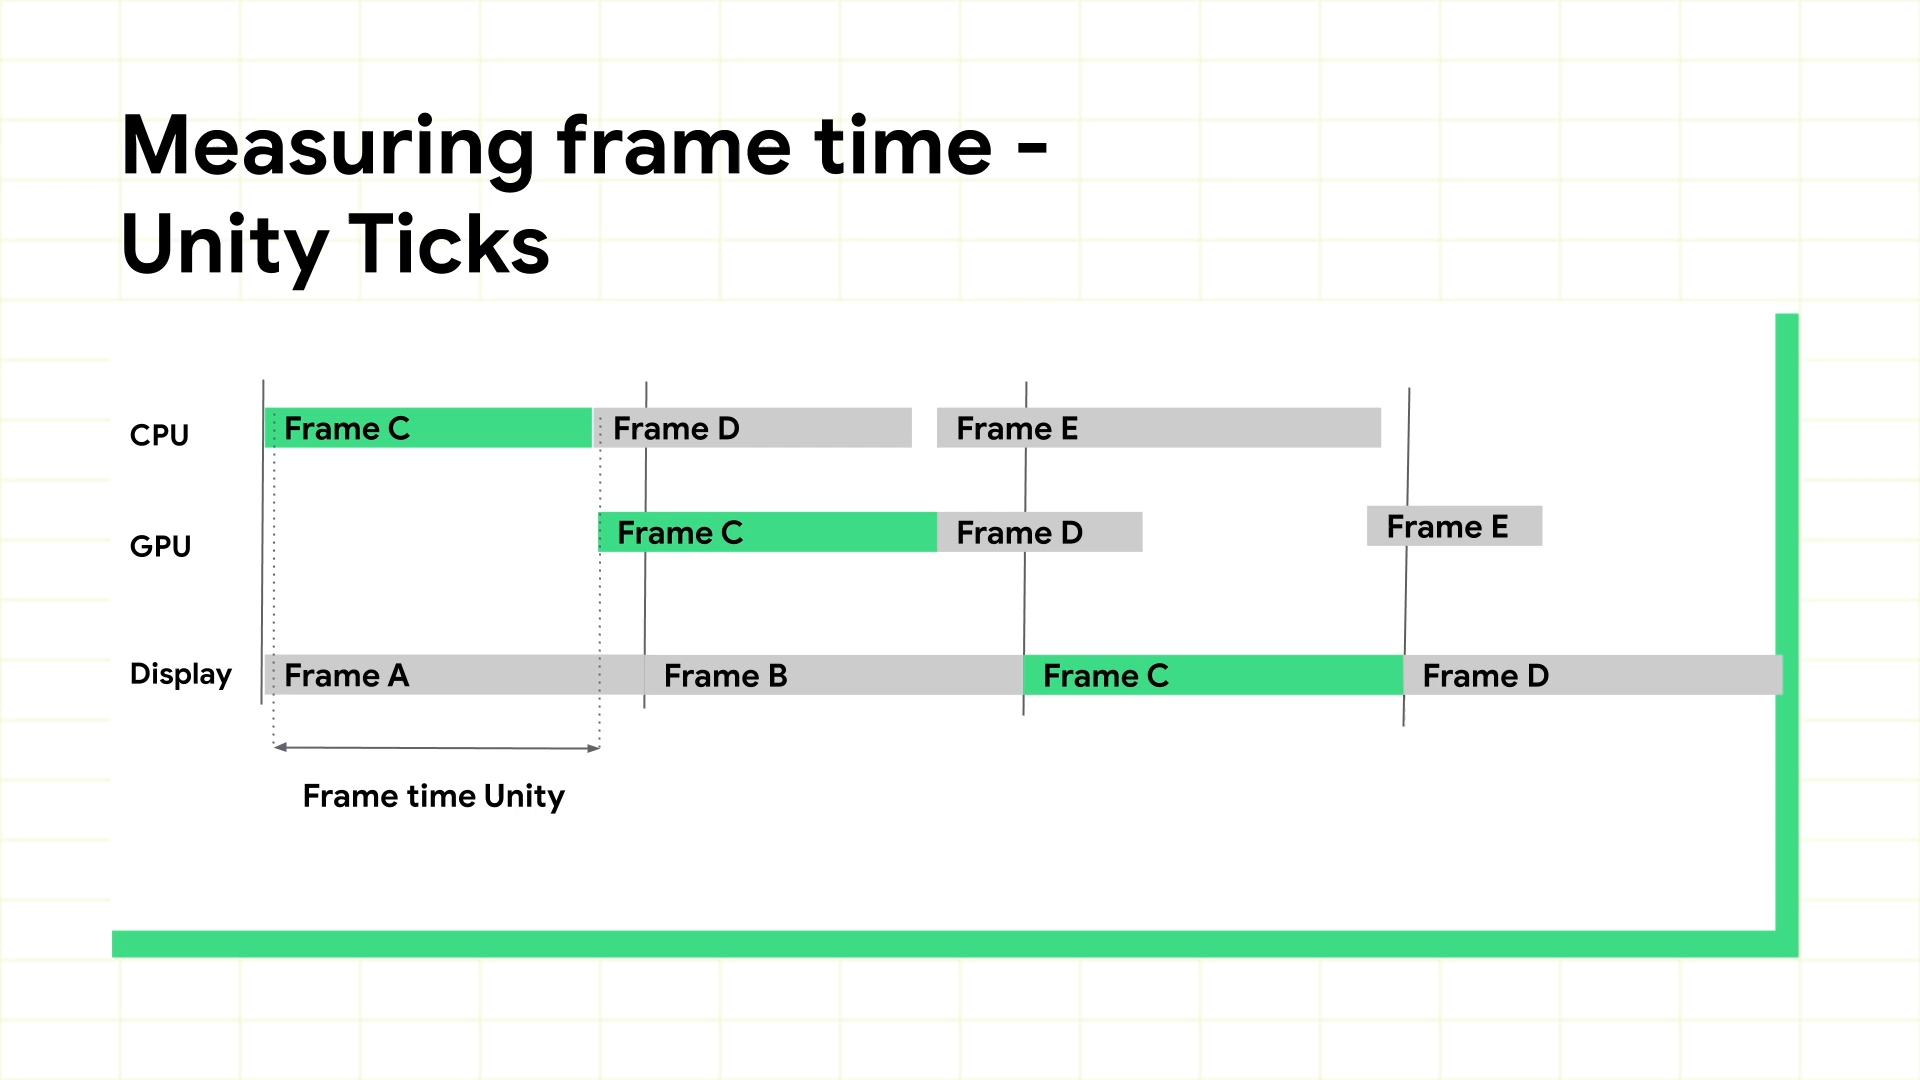 Measuring frame time -
Unity Ticks
CPU
Frame C
Frame D
Frame E
GPU
Frame C
Frame D
Frame E
Display
Frame A
Frame B
Frame C
Frame D
Frame time Unity